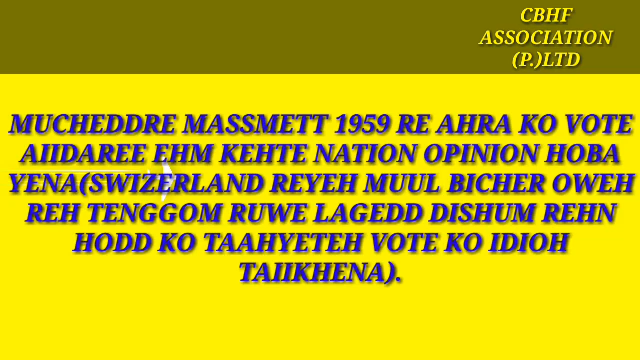 CBHF
ASSOCIATION
(P.)LTD
MUCHEDDRE MASSMETT 1959 RE AHRA KO VOTE
AIIDAREE EHM KEHTE NATION OPINION HOBA
YENA(SWIZERLAND REYEH MUUL BICHER OWEH
REH TENGGOM RUWE LAGEDD DISHUM REHN
HODD KO TAAHYETEH VOTE KO IDIOH
TAIIKHENA).